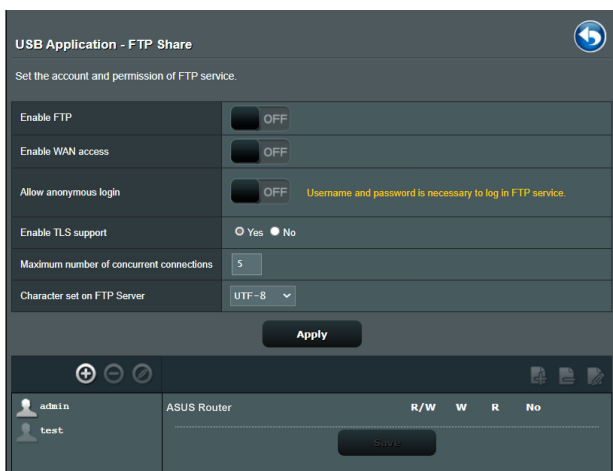 USB Application - FTP Share
Set the account and permission of FTP service.
Enable FTP OFF
Enable WAN access OFF
Allow anonymous login OFF Username and password is necessary to log in FTP service.
Enable TLS support Yes No
Maximum number of concurrent connections 5
Character set on FTP Server UTF-8
Apply
admin ASUS Router R/W W R No
test
Save